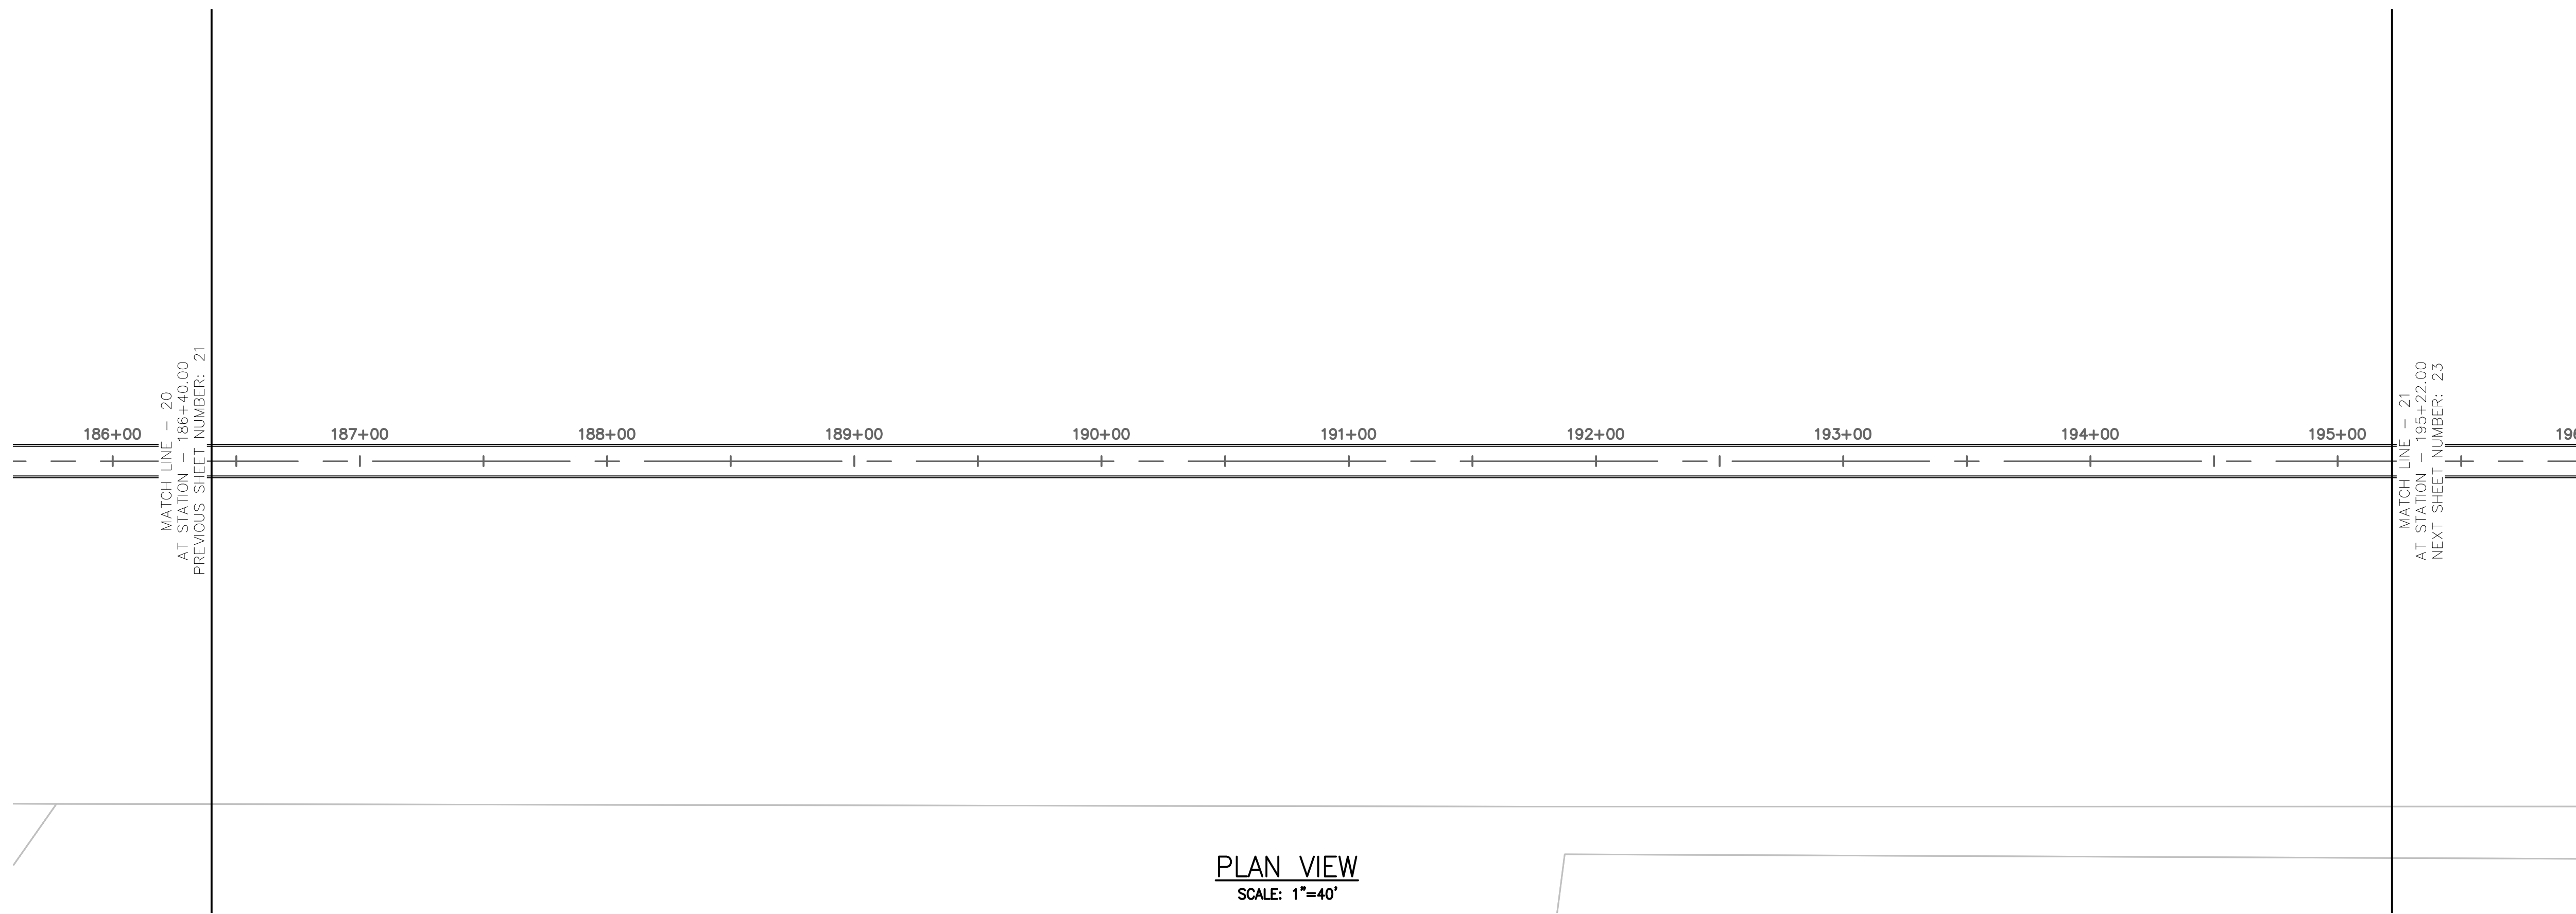 MATCH LINE - 20
AT STATION - 186+40.00
PREVIOUS SHEET NUMBER: 21
186+00
187+00
188+00
189+00
190+00
191+00
192+00
193+00
194+00
195+00
196
MATCH LINE - 21
AT STATION - 195+22.00
NEXT SHEET NUMBER: 23
PLAN VIEW
SCALE: 1"=40'